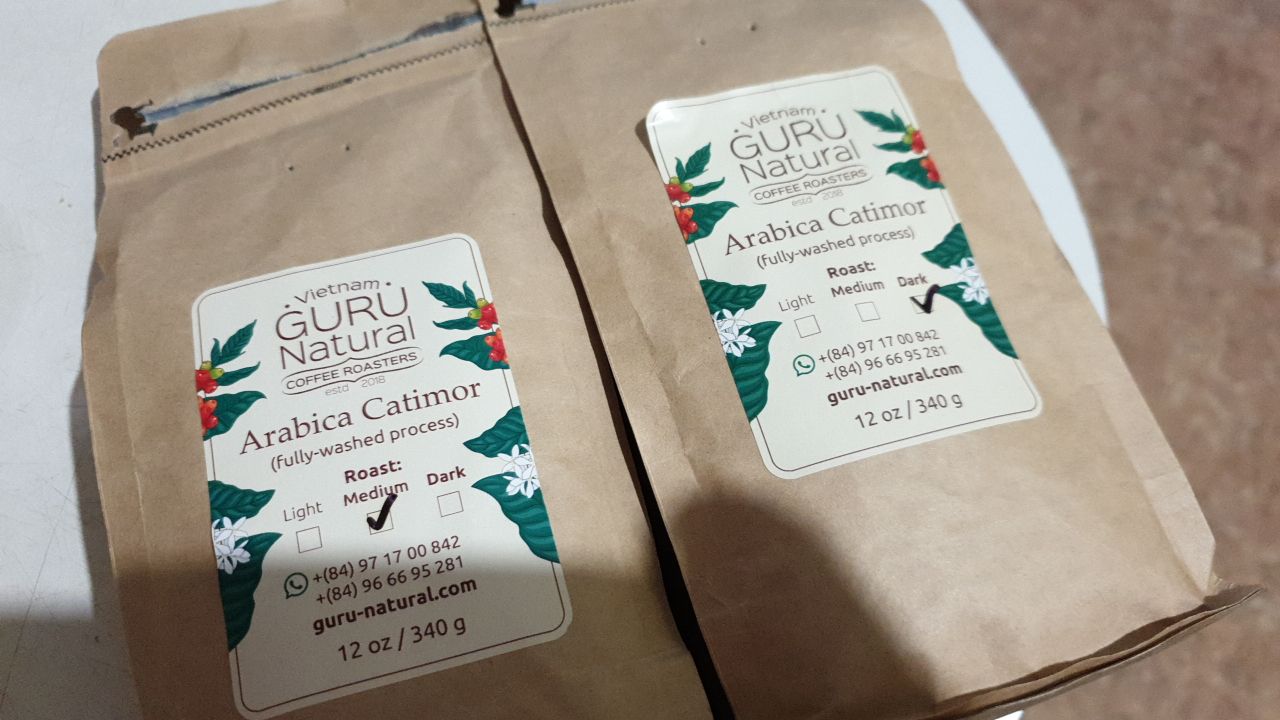 Vietnam
GURU
Natural
COFFEE ROASTERS
estd 2018
Arabica Catimor
(fully-washed process)
Roast:
Light Medium Dark
+(84) 97 17 00 842
+(84) 96 66 95 281
guru-natural.com
12 oz / 340 g
Vietnam
GURU
Natural
COFFEE ROASTERS
estd 2018
Arabica Catimor
(fully-washed process)
Roast:
Light Medium Dark
+(84) 97 17 00 842
+(84) 96 66 95 281
guru-natural.com
12 oz / 340 g